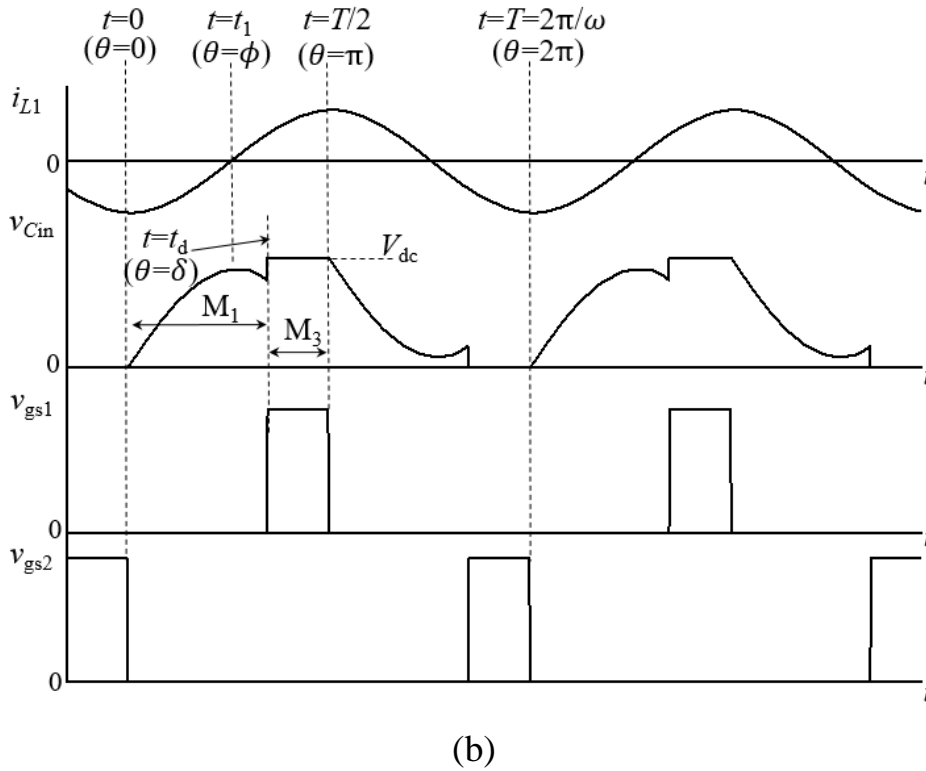 t=0 t=t1 t=T/2 t=T=2π/ω
(θ=0) (θ=ϕ) (θ=π) (θ=2π)
iL1
0
t
vCin
t=td
(θ=δ)
Vdc
M1
M3
0
t
vgs1
0
t
vgs2
0
t
(b)